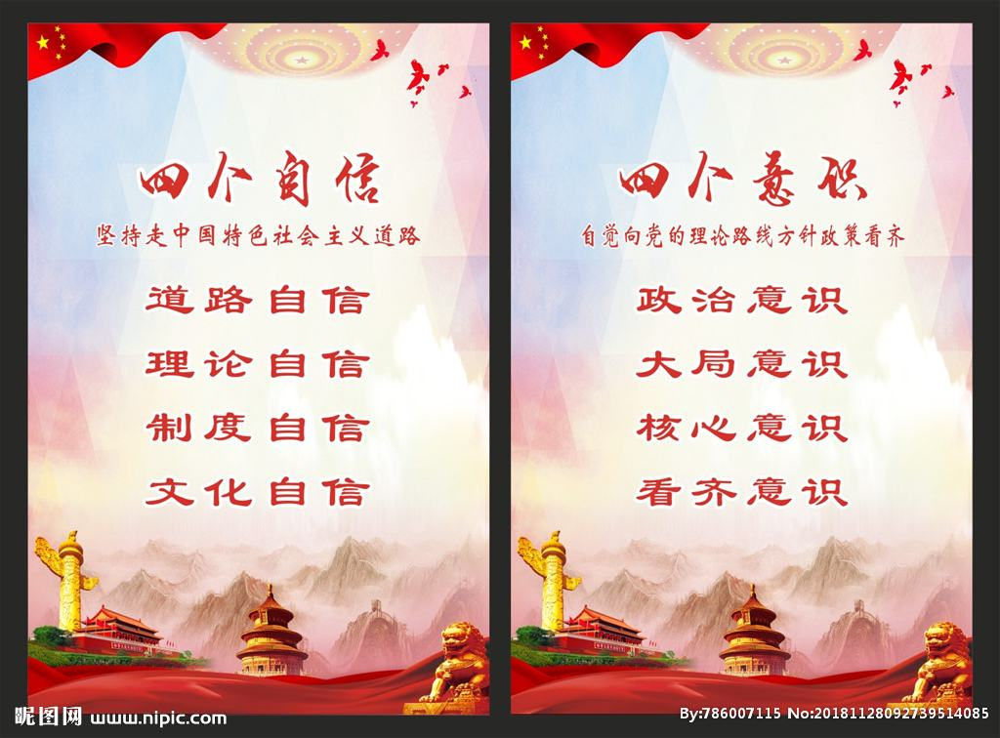 四个自信
坚持走中国特色社会主义道路
道路自信
理论自信
制度自信
文化自信
四个意识
自觉向党的理论路线方针政策看齐
政治意识
大局意识
核心意识
看齐意识
昵图网 www.nipic.com
By:786007115 No:20181128092739514085